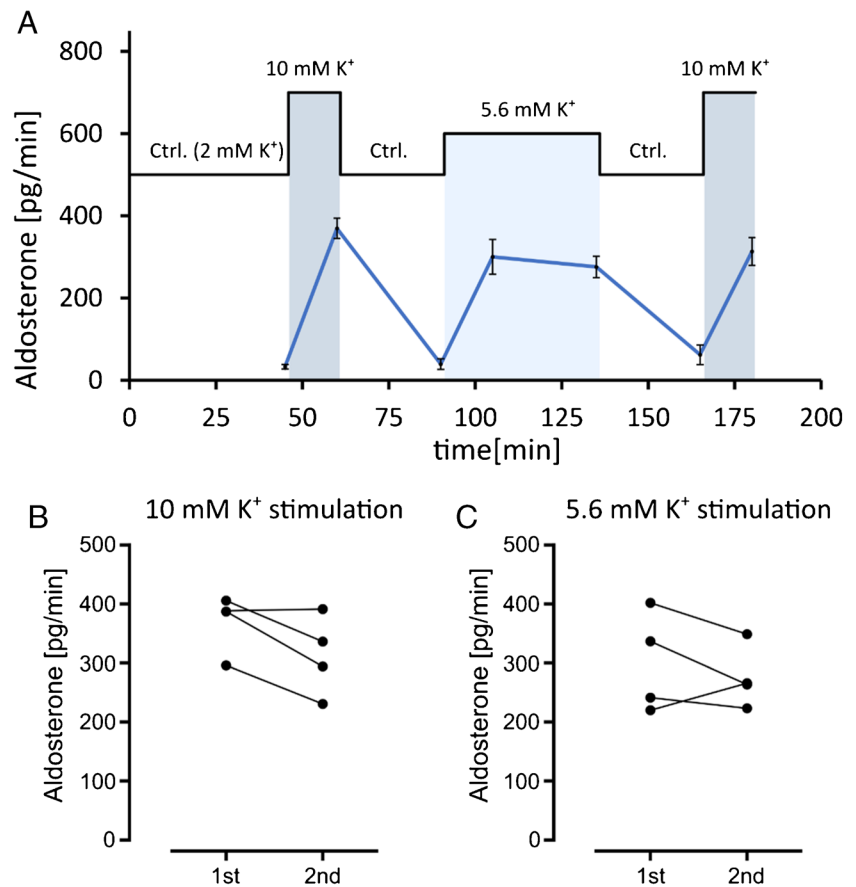 A
Aldosterone [pg/min]
800
600
400
200
0
10 mM K⁺
10 mM K⁺
5.6 mM K⁺
Ctrl. (2 mM K⁺)
Ctrl.
Ctrl.
0 25 50 75 100 125 150 175 200
time[min]
B
10 mM K⁺ stimulation
Aldosterone [pg/min]
500
400
300
200
100
0
1st 2nd
C
5.6 mM K⁺ stimulation
Aldosterone [pg/min]
500
400
300
200
100
0
1st 2nd